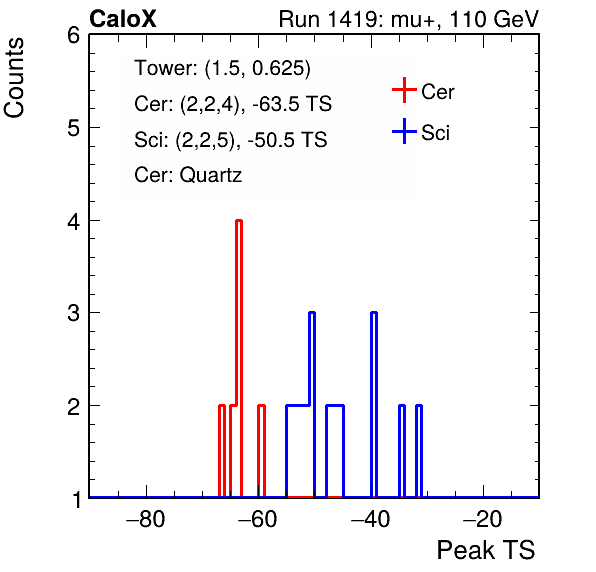 CaloX Run 1419: mu+, 110 GeV
Counts
Tower: (1.5, 0.625)
Cer: (2,2,4), -63.5 TS
Sci: (2,2,5), -50.5 TS
Cer: Quartz
Cer
Sci
6
5
4
3
2
1
−80 −60 −40 −20
Peak TS